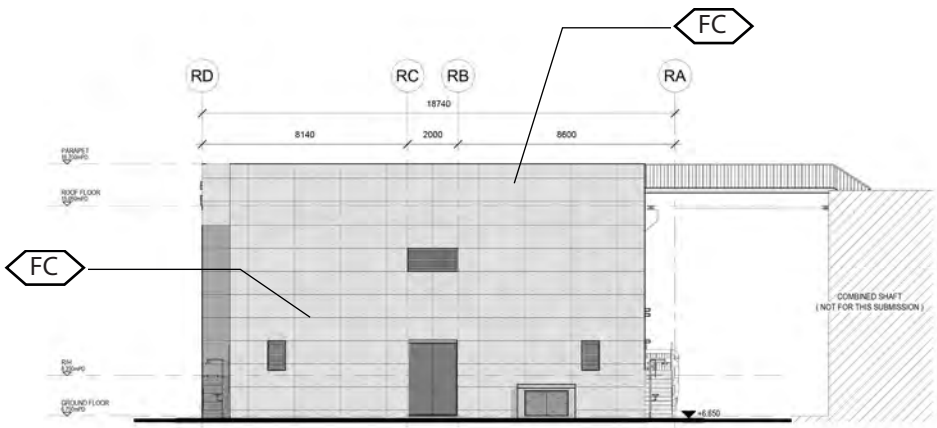 FC
RD
RC
RB
RA
18740
8140
2000
8600
PARAPET
ROOF FLOOR
FC
COMBINED SHAFT
( NOT FOR THIS SUBMISSION )
GROUND FLOOR
+6.650